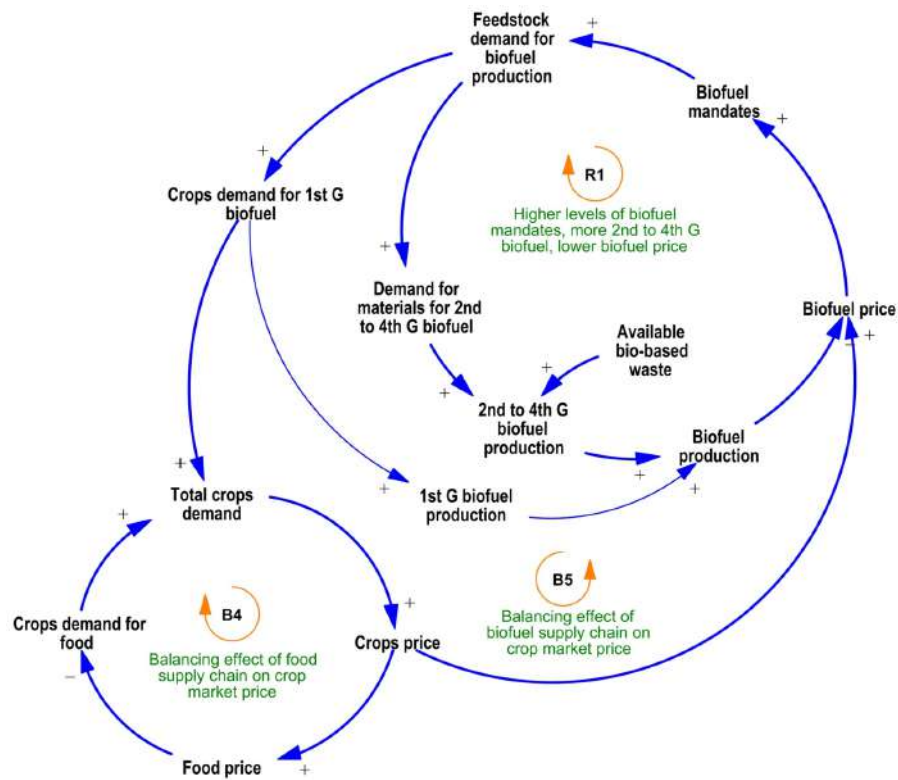 Feedstock
demand for
biofuel
production
+
Biofuel
mandates
+
+
Crops demand for 1st G
biofuel
R1
Higher levels of biofuel
mandates, more 2nd to 4th G
biofuel, lower biofuel price
+
Demand for
materials for 2nd
to 4th G biofuel
Available
bio-based
waste
Biofuel price
+
−
+
+
2nd to 4th G
biofuel
production
Biofuel
production
+
+
+
+
1st G biofuel
production
Total crops
demand
+
B5
Balancing effect of
biofuel supply chain on
crop market price
B4
Balancing effect of food
supply chain on crop
market price
+
Crops price
Crops demand for
food
−
Food price
+